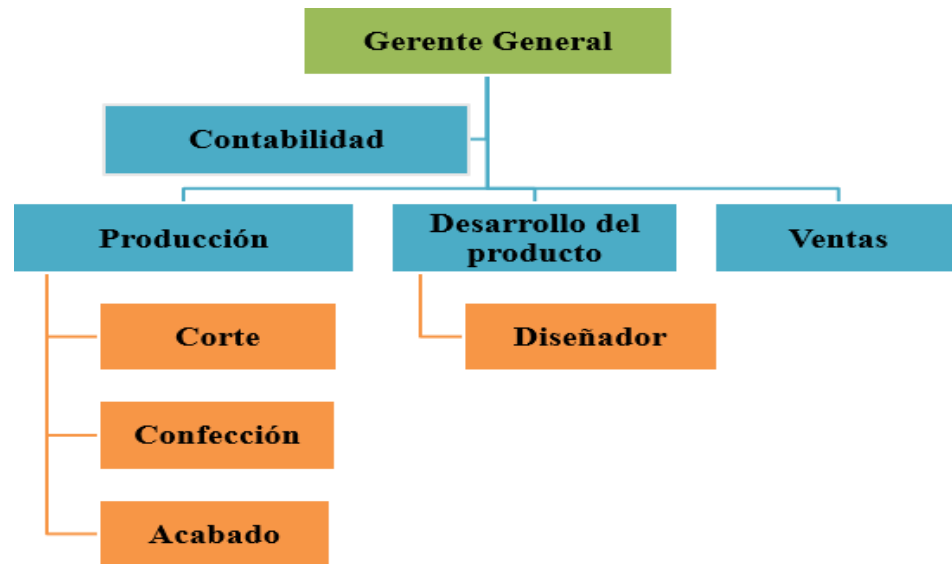 Gerente General
Contabilidad
Producción
Desarrollo del
producto
Ventas
Corte
Diseñador
Confección
Acabado